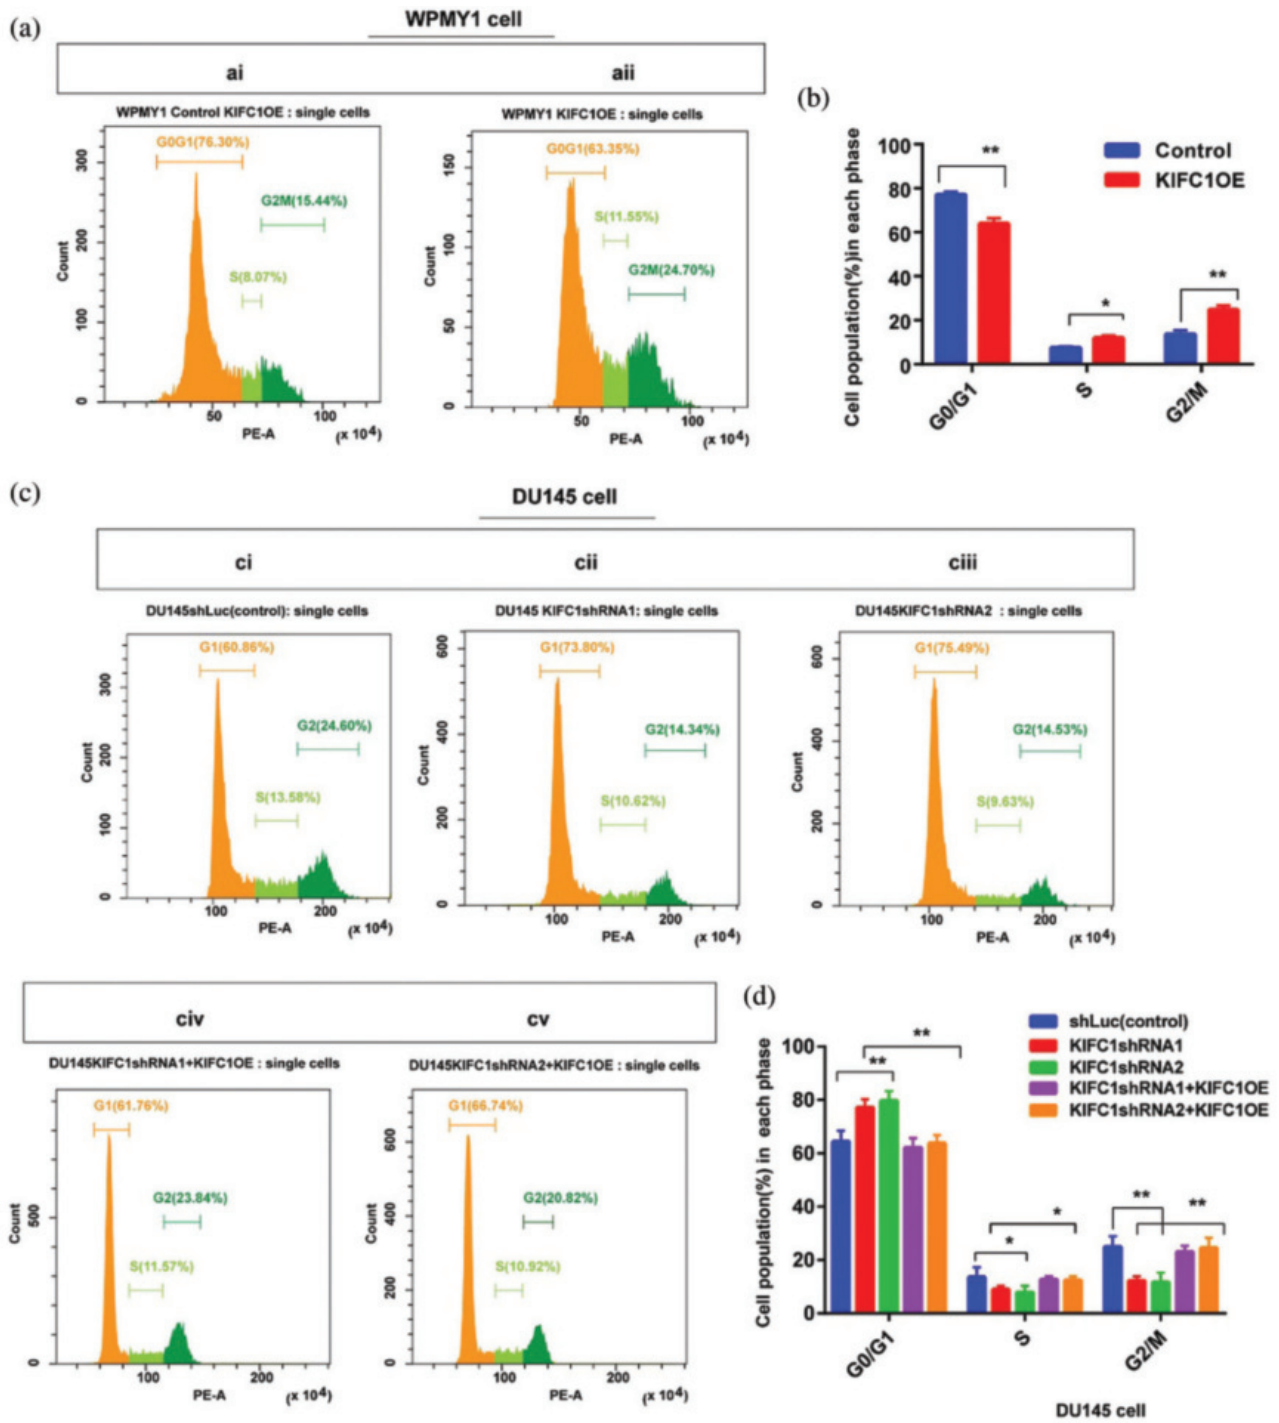 (a)
WPMY1 cell
ai
aii
WPMY1 Control KIFC1OE : single cells
G0G1(76.30%)
G2M(15.44%)
S(8.07%)
Count
0
100
200
300
50
100
PE-A
(x 10⁴)
WPMY1 KIFC1OE : single cells
G0G1(63.35%)
S(11.55%)
G2M(24.70%)
Count
0
50
100
150
50
100
PE-A
(x 10⁴)
(b)
Control
KIFC1OE
Cell population(%)in each phase
100
80
60
40
20
0
**
*
**
G0/G1
S
G2/M
(c)
DU145 cell
ci
cii
ciii
DU145shLuc(control): single cells
G1(60.86%)
G2(24.60%)
S(13.58%)
Count
0
100
200
300
100
200
PE-A
(x 10⁴)
DU145 KIFC1shRNA1: single cells
G1(73.80%)
G2(14.34%)
S(10.62%)
Count
0
200
400
600
100
200
PE-A
(x 10⁴)
DU145KIFC1shRNA2 : single cells
G1(75.49%)
G2(14.53%)
S(9.63%)
Count
0
200
400
600
100
200
PE-A
(x 10⁴)
civ
cv
DU145KIFC1shRNA1+KIFC1OE : single cells
G1(61.76%)
G2(23.84%)
S(11.57%)
Count
0
500
100
200
PE-A
(x 10⁴)
DU145KIFC1shRNA2+KIFC1OE : single cells
G1(66.74%)
G2(20.82%)
S(10.92%)
Count
0
200
400
600
100
200
PE-A
(x 10⁴)
(d)
shLuc(control)
KIFC1shRNA1
KIFC1shRNA2
KIFC1shRNA1+KIFC1OE
KIFC1shRNA2+KIFC1OE
Cell population(%) in each phase
100
80
60
40
20
0
**
**
*
*
**
**
G0/G1
S
G2/M
DU145 cell